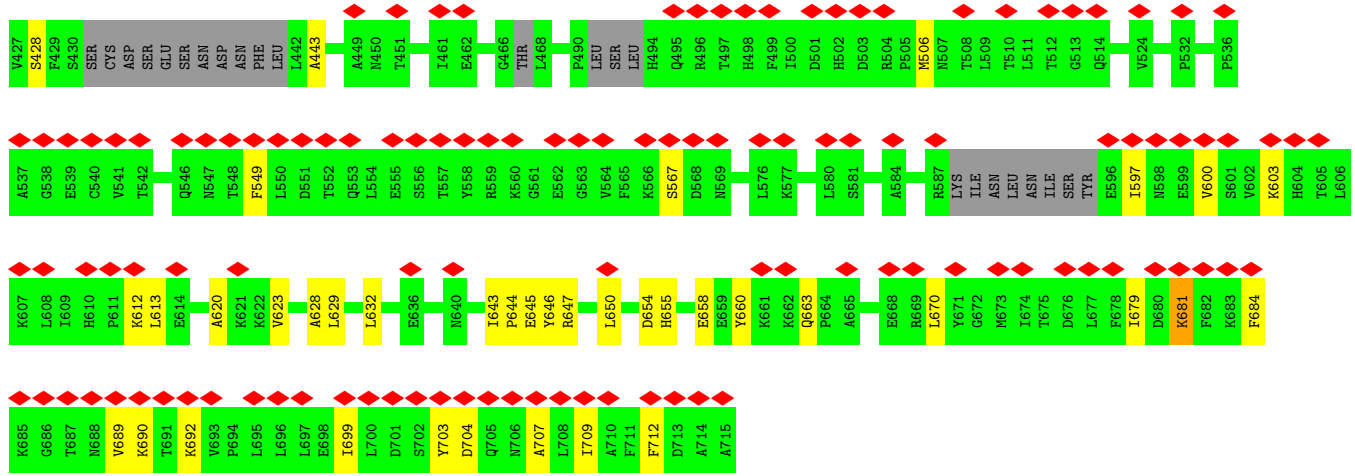 V427 S428 F429 S430 SER CYS ASP SER GLU SER ASN ASP ASN PHE LEU L442 A443 A449 N450 T451 I461 E462 G466 THR L468 P490 LEU SER LEU H494 Q495 R496 T497 H498 F499 I500 D501 H502 D503 R504 P505 M506 N507 T508 L509 T510 L511 T512 G513 Q514 V524 P532 P536
A537 G538 E539 C540 V541 T542 Q546 N547 T548 F549 L550 D551 T552 Q553 L554 E555 S556 T557 Y558 R559 K560 G561 E562 G563 V564 F565 K566 S567 D568 N569 L576 K577 L580 S581 A584 R587 LYS ILE ASN LEU ASN ILE SER TYR E596 I597 N598 E599 V600 S601 V602 K603 H604 T605 L606
K607 L608 I609 H610 P611 K612 L613 E614 A620 K621 K622 V623 A628 L629 L632 E636 N640 I643 P644 E645 Y646 R647 L650 D654 H655 E658 E659 Y660 K661 K662 Q663 P664 A665 E668 R669 L670 Y671 G672 M673 I674 T675 D676 L677 F678 I679 D680 K681 F682 K683 F684
K685 G686 T687 N688 V689 K690 T691 K692 V693 P694 L695 L696 L697 E698 I699 L700 D701 S702 Y703 D704 Q705 N706 A707 L708 I709 A710 F711 F712 D713 A714 A715